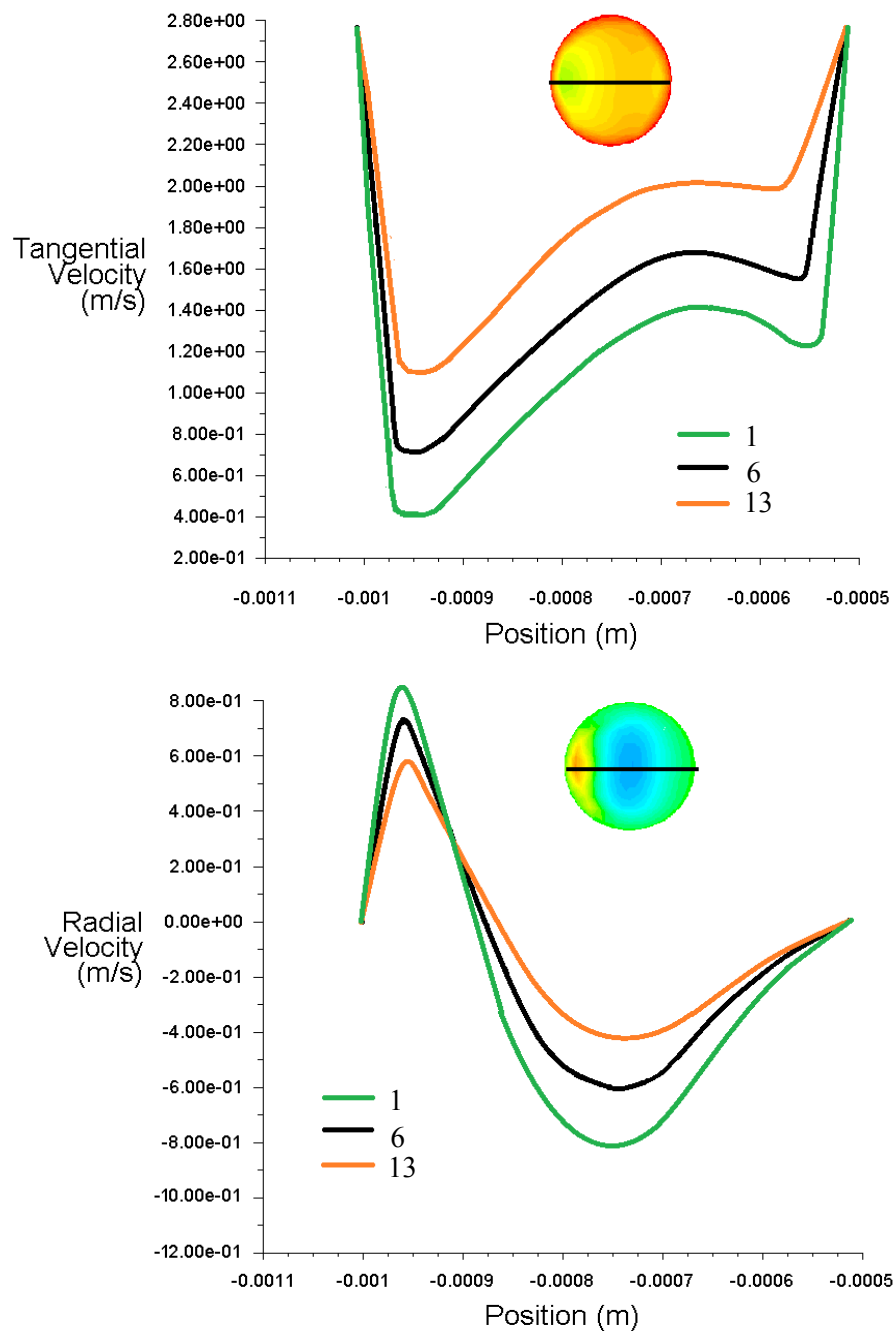 2.80e+00
2.60e+00
2.40e+00
2.20e+00
2.00e+00
1.80e+00
1.60e+00
1.40e+00
1.20e+00
1.00e+00
8.00e-01
6.00e-01
4.00e-01
2.00e-01
Tangential
Velocity
(m/s)
1
6
13
-0.0011 -0.001 -0.0009 -0.0008 -0.0007 -0.0006 -0.0005
Position (m)
8.00e-01
6.00e-01
4.00e-01
2.00e-01
0.00e+00
-2.00e-01
-4.00e-01
-6.00e-01
-8.00e-01
-10.00e-01
-12.00e-01
Radial
Velocity
(m/s)
1
6
13
-0.0011 -0.001 -0.0009 -0.0008 -0.0007 -0.0006 -0.0005
Position (m)